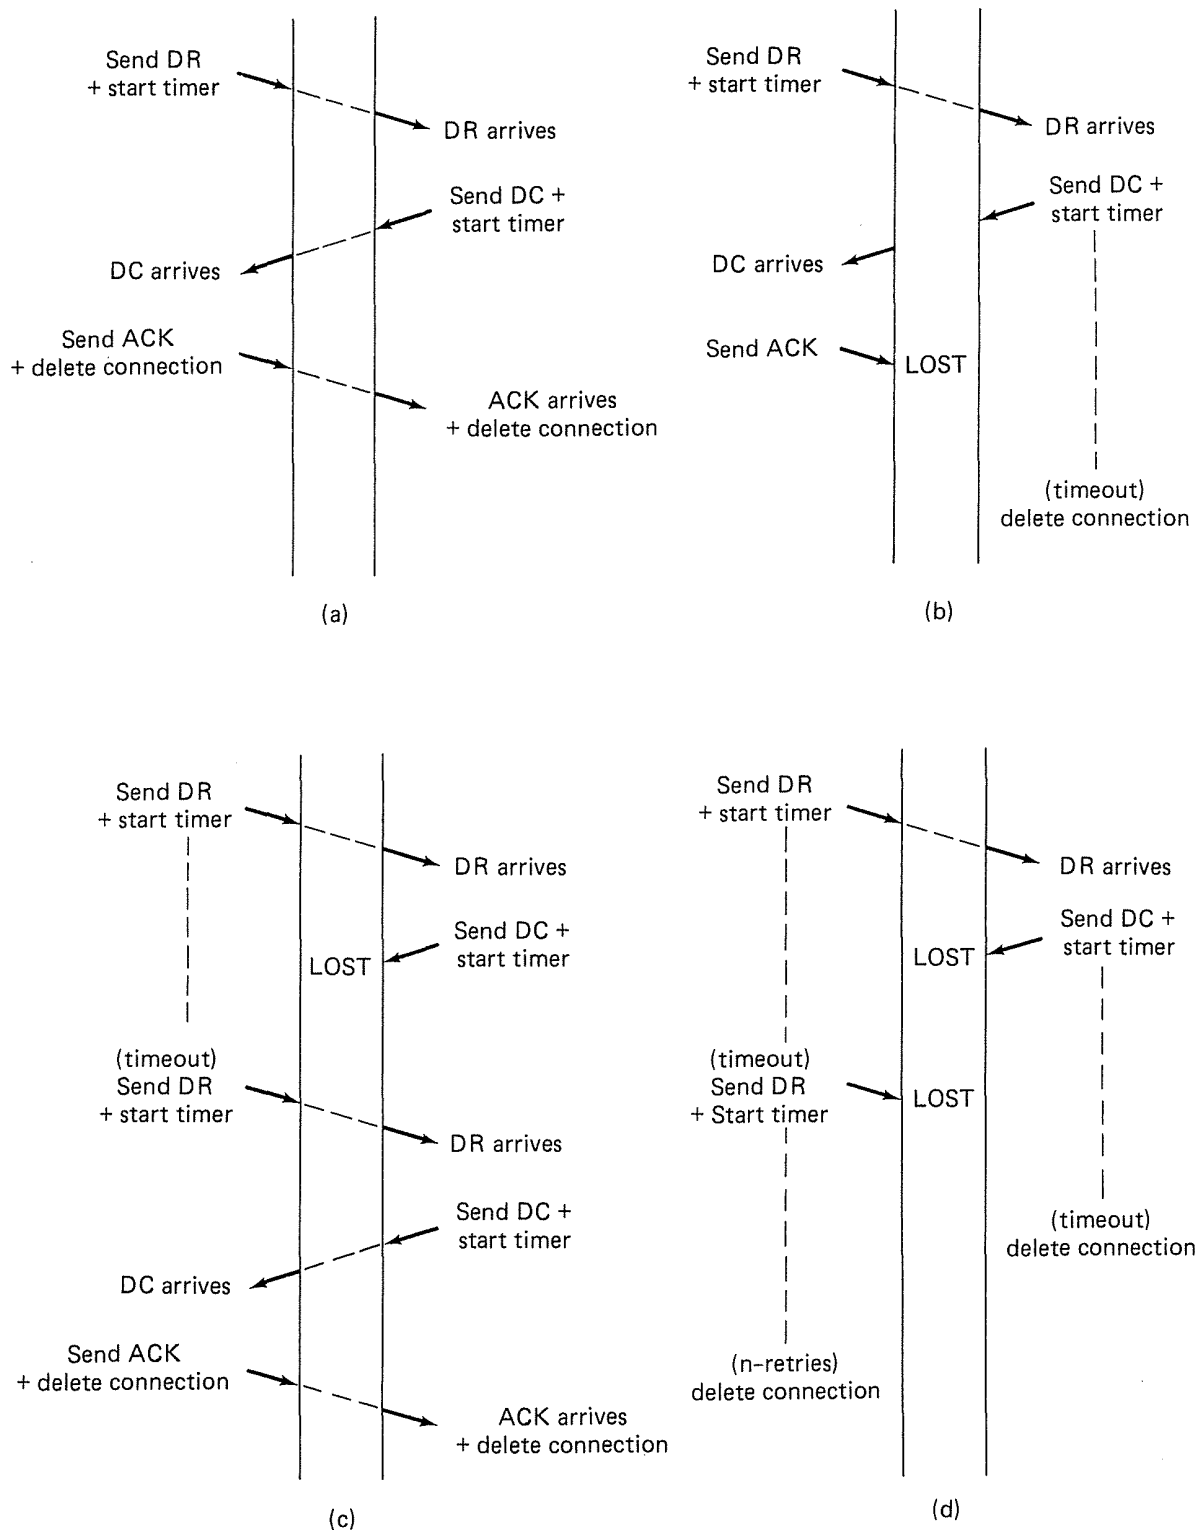 Send DR
+ start timer
DR arrives
Send DC +
start timer
DC arrives
Send ACK
+ delete connection
ACK arrives
+ delete connection
(a)
Send DR
+ start timer
DR arrives
Send DC +
start timer
DC arrives
Send ACK
LOST
(timeout)
delete connection
(b)
Send DR
+ start timer
DR arrives
Send DC +
start timer
LOST
(timeout)
Send DR
+ start timer
DR arrives
Send DC +
start timer
DC arrives
Send ACK
+ delete connection
ACK arrives
+ delete connection
(c)
Send DR
+ start timer
DR arrives
Send DC +
start timer
LOST
(timeout)
Send DR
+ Start timer
LOST
(timeout)
delete connection
(n-retries)
delete connection
(d)